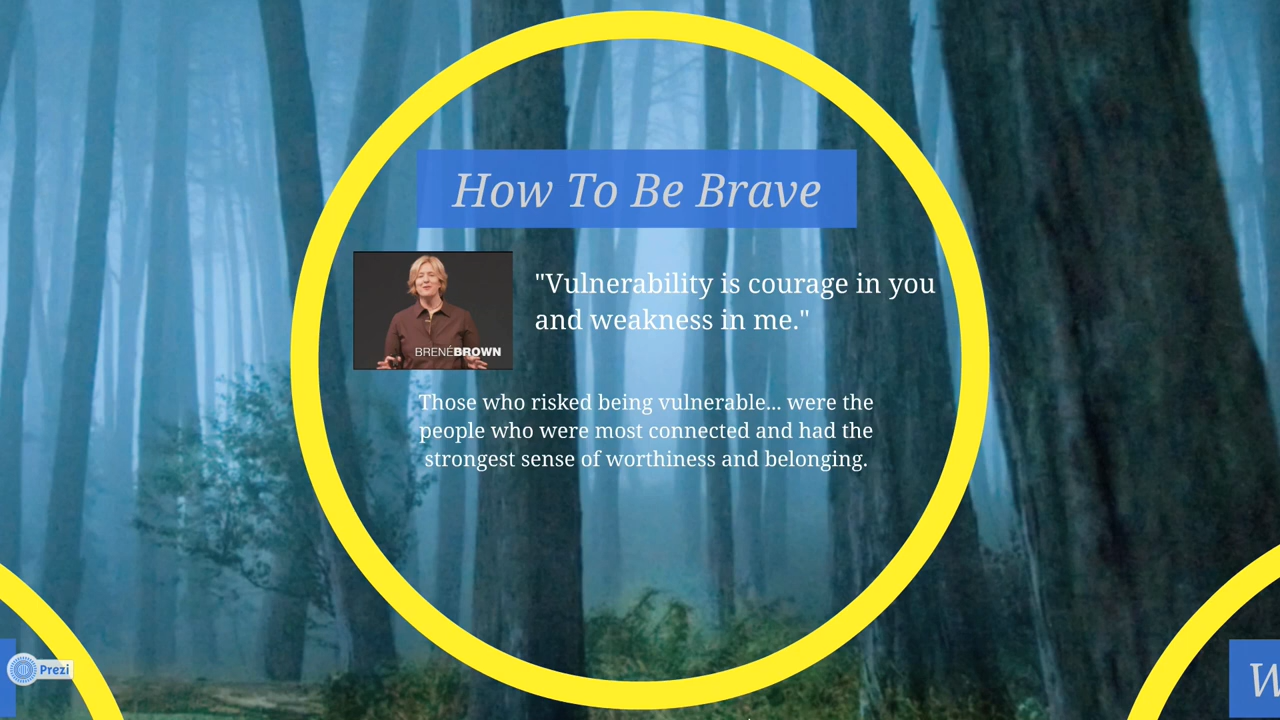 How To Be Brave
"Vulnerability is courage in you
and weakness in me."
BRENÉBROWN
Those who risked being vulnerable... were the
people who were most connected and had the
strongest sense of worthiness and belonging.
Prezi
W